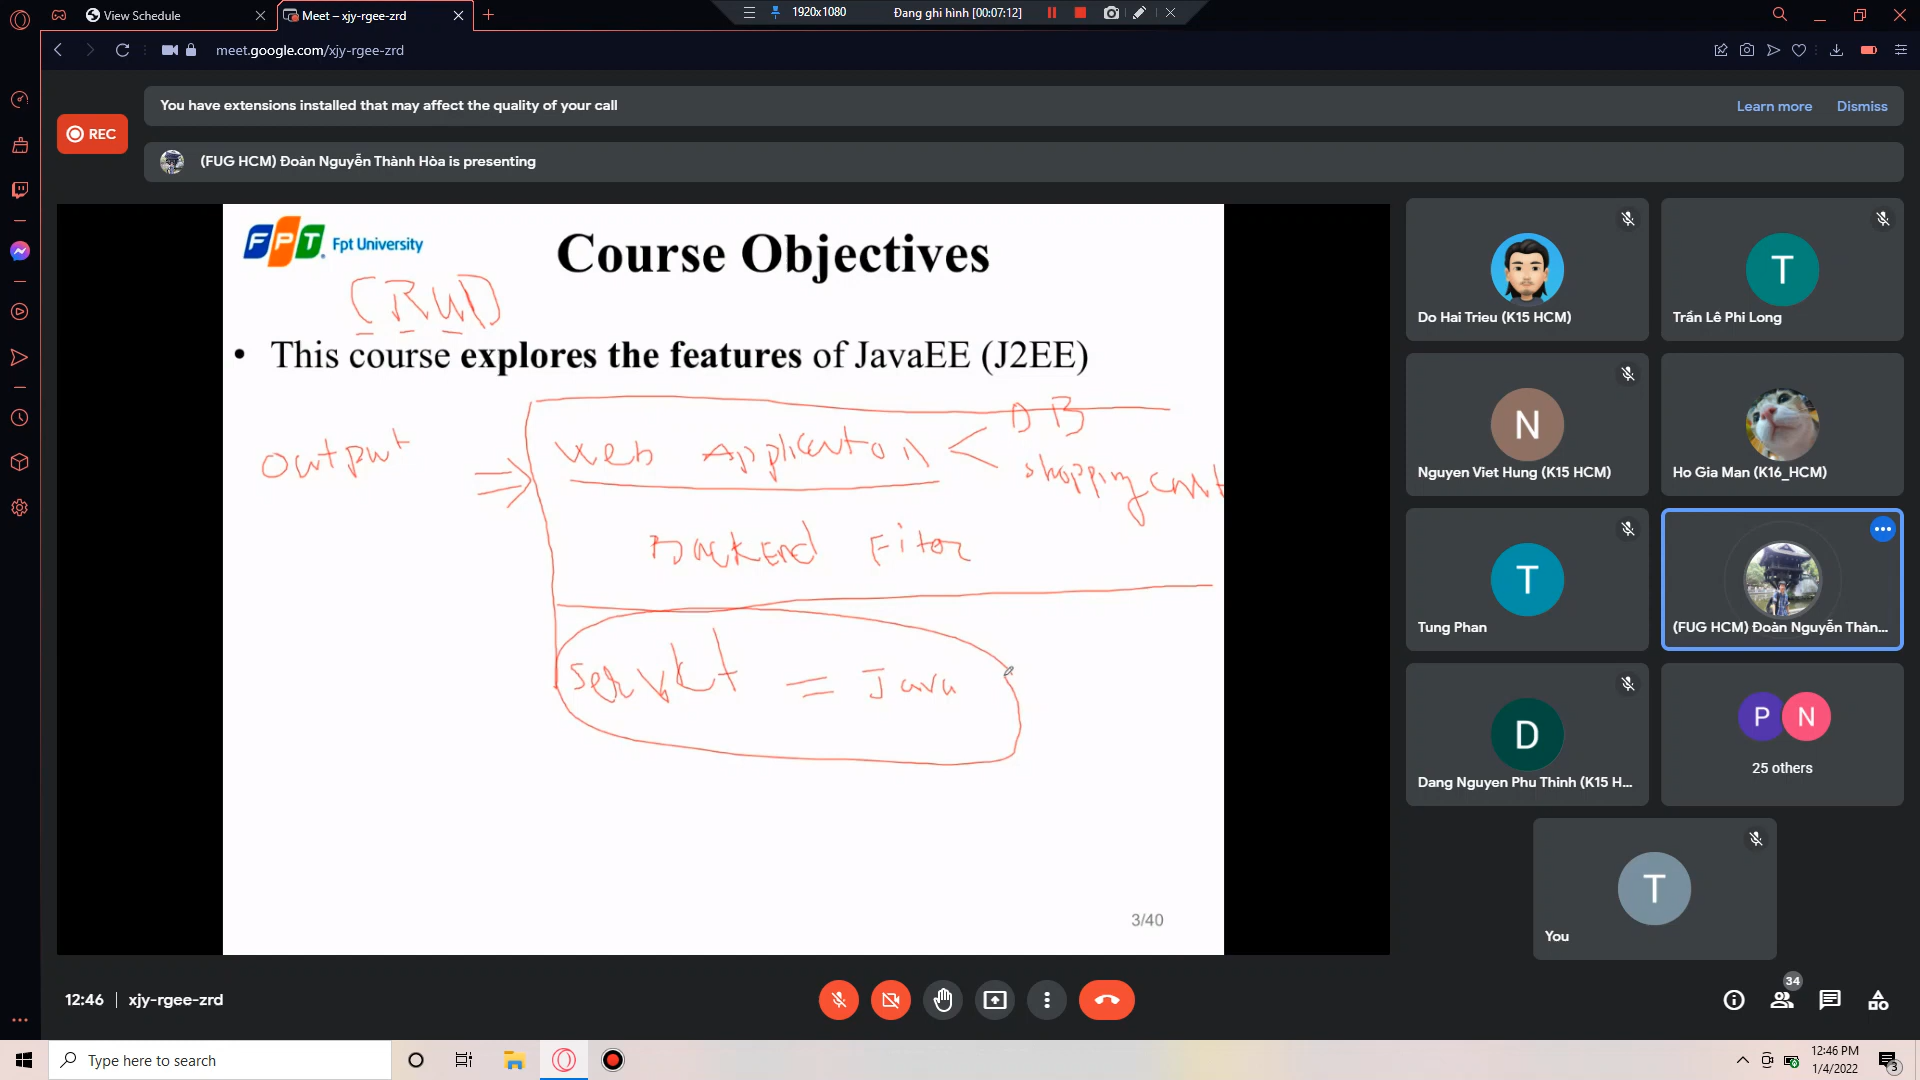 View Schedule
Meet – xjy-rgee-zrd
1920x1080
Đang ghi hình [00:07:12]
meet.google.com/xjy-rgee-zrd
You have extensions installed that may affect the quality of your call
Learn more
Dismiss
REC
(FUG HCM) Đoàn Nguyễn Thành Hòa is presenting
FPT Fpt University
Course Objectives
• This course explores the features of JavaEE (J2EE)
Output
⇒
Web Application < DB
shopping cart
Backend
Servlet = Java
3/40
Do Hai Trieu (K15 HCM)
T
Trần Lê Phi Long
N
Nguyen Viet Hung (K15 HCM)
Ho Gia Man (K16_HCM)
T
Tung Phan
(FUG HCM) Đoàn Nguyễn Thàn...
D
Dang Nguyen Phu Thinh (K15 H...
P N
25 others
T
You
12:46 | xjy-rgee-zrd
34
Type here to search
12:46 PM
1/4/2022
3